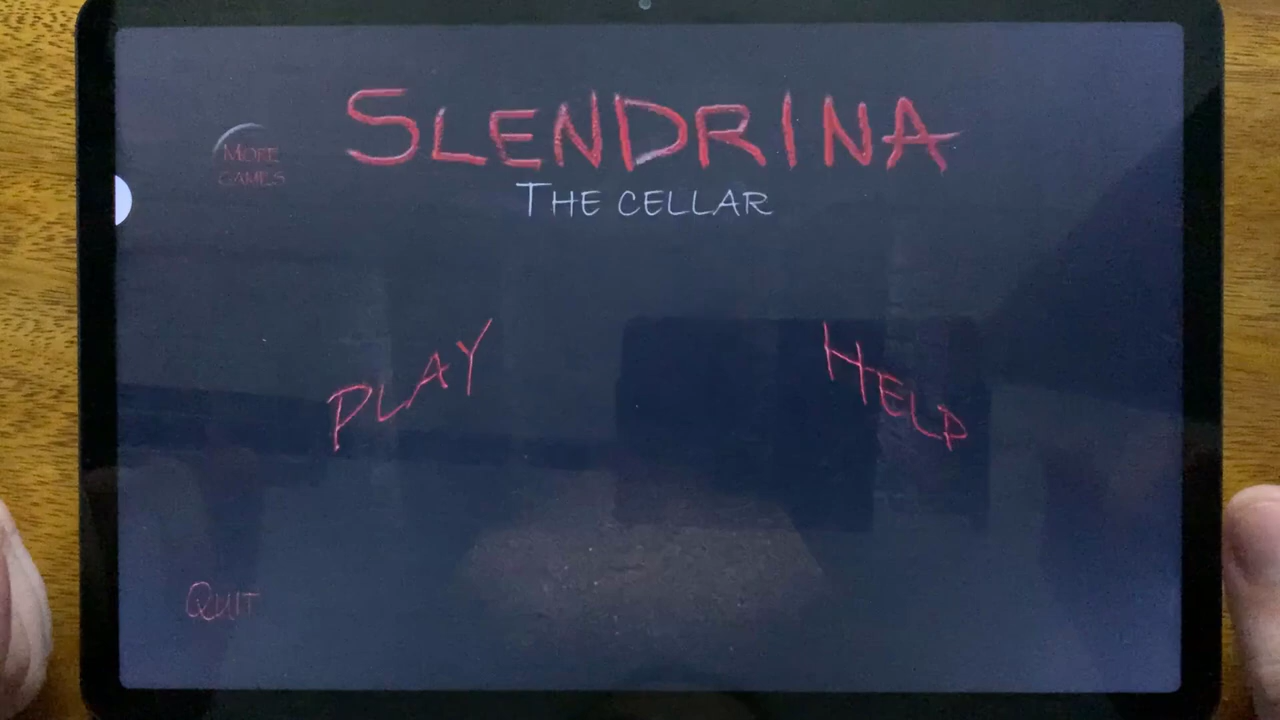 SLENDRINA
THE CELLAR
MORE
GAMES
PLAY
HELP
QUIT